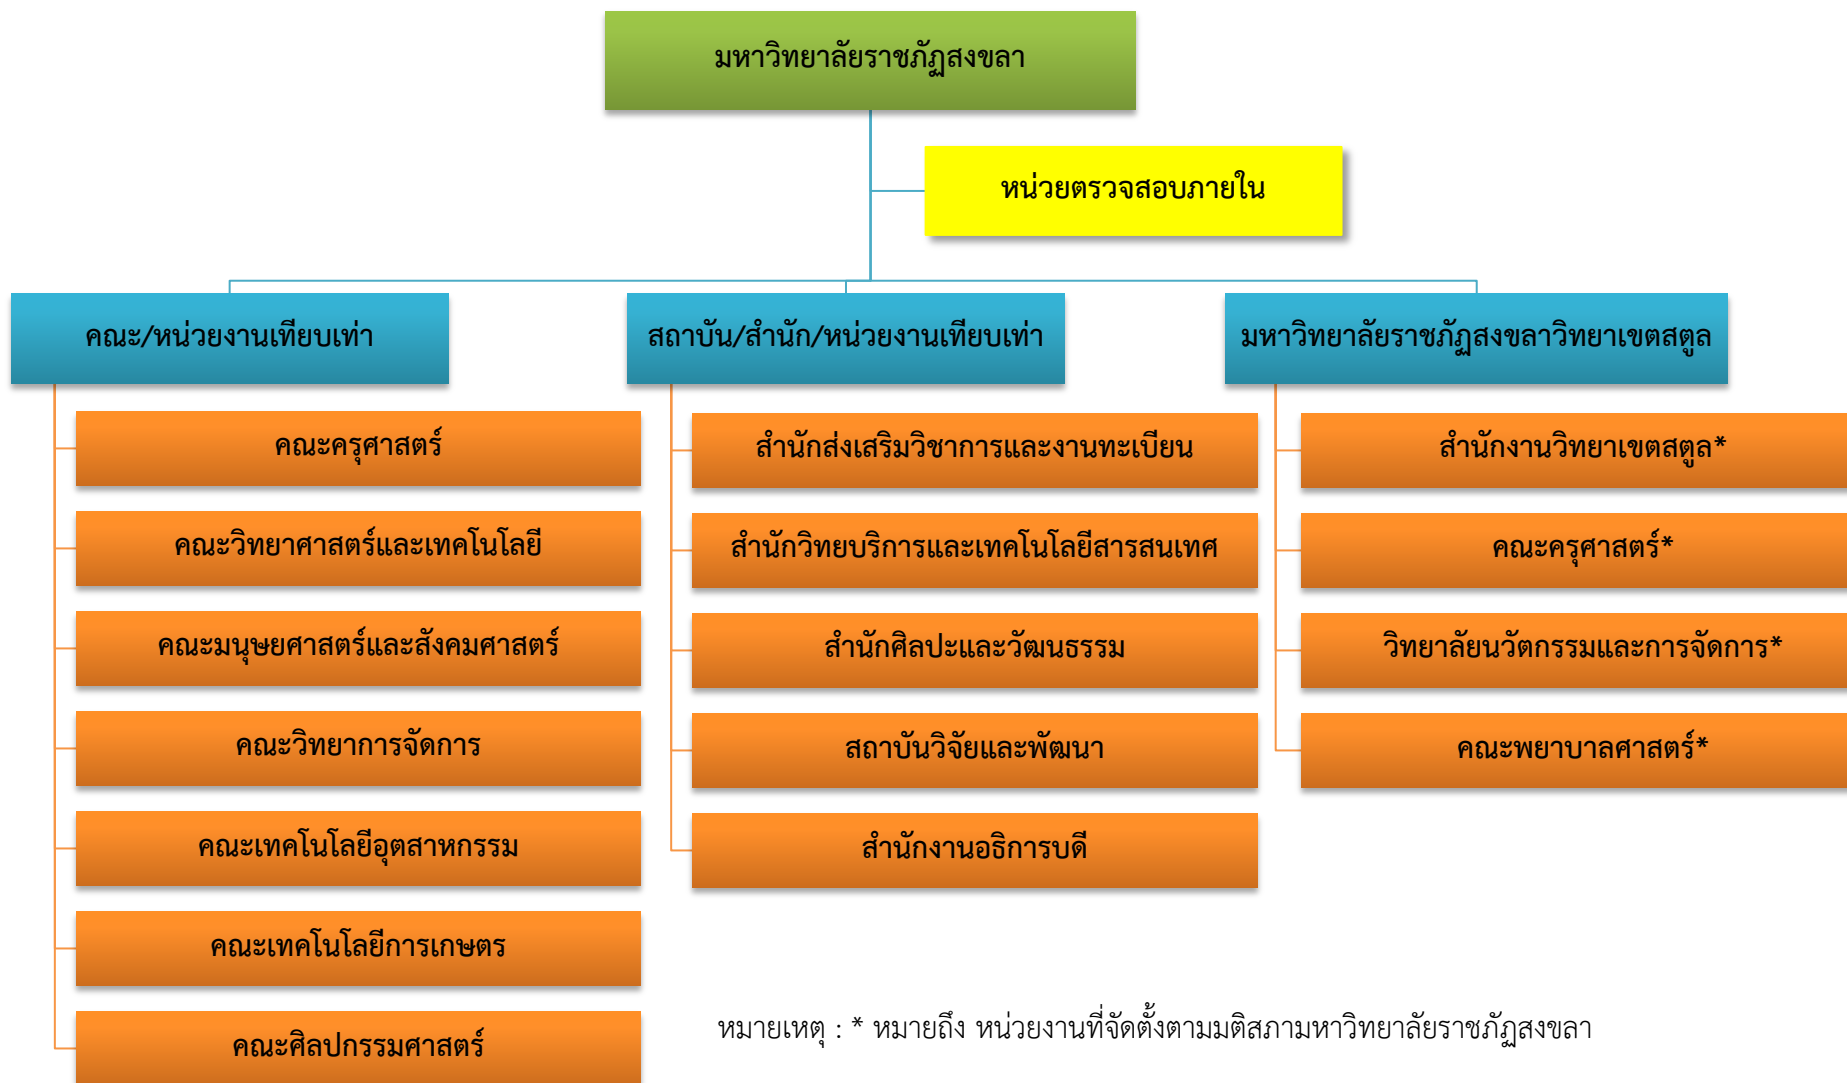 มหาวิทยาลัยราชภัฏสงขลา
หน่วยตรวจสอบภายใน
คณะ/หน่วยงานเทียบเท่า
คณะครุศาสตร์
คณะวิทยาศาสตร์และเทคโนโลยี
คณะมนุษยศาสตร์และสังคมศาสตร์
คณะวิทยาการจัดการ
คณะเทคโนโลยีอุตสาหกรรม
คณะเทคโนโลยีการเกษตร
คณะศิลปกรรมศาสตร์
สถาบัน/สำนัก/หน่วยงานเทียบเท่า
สำนักส่งเสริมวิชาการและงานทะเบียน
สำนักวิทยบริการและเทคโนโลยีสารสนเทศ
สำนักศิลปะและวัฒนธรรม
สถาบันวิจัยและพัฒนา
สำนักงานอธิการบดี
มหาวิทยาลัยราชภัฏสงขลาวิทยาเขตสตูล
สำนักงานวิทยาเขตสตูล*
คณะครุศาสตร์*
วิทยาลัยนวัตกรรมและการจัดการ*
คณะพยาบาลศาสตร์*
หมายเหตุ : * หมายถึง หน่วยงานที่จัดตั้งตามมติสภามหาวิทยาลัยราชภัฏสงขลา